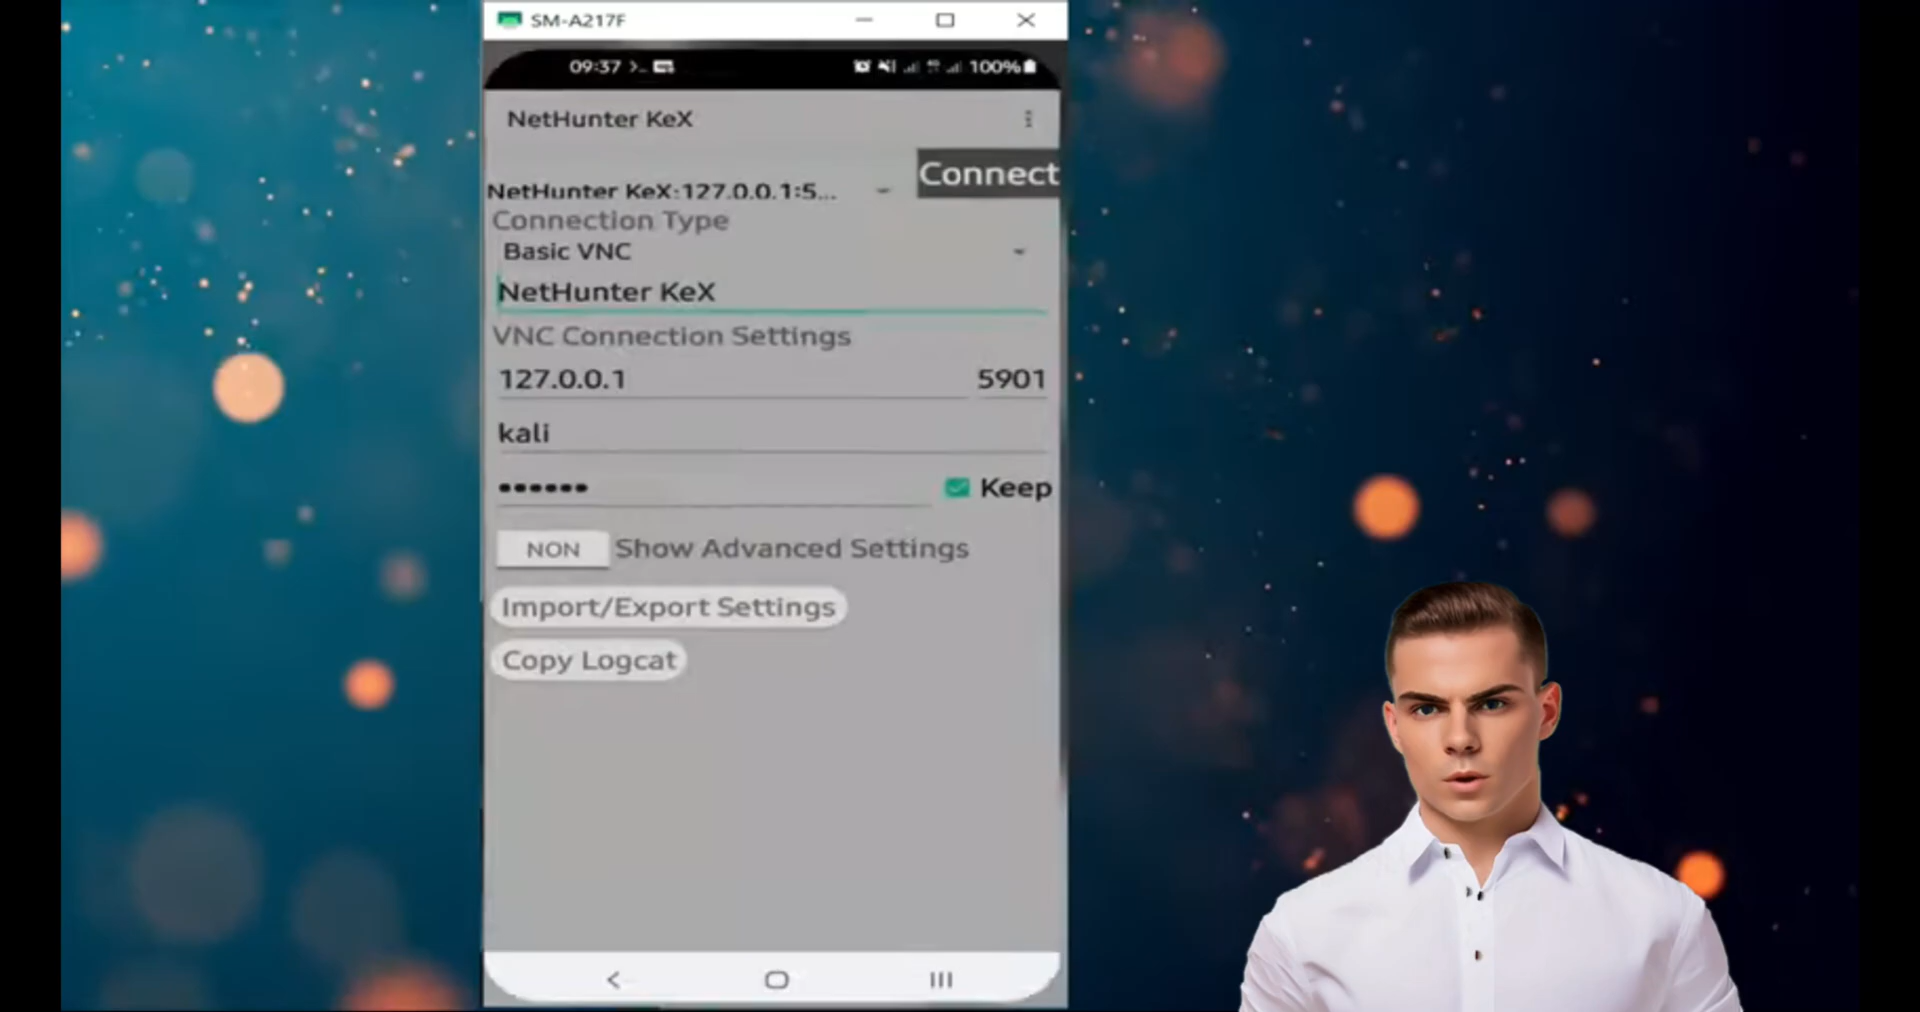 SM-A217F
09:37
100%
NetHunter KeX
Connect
NetHunter KeX:127.0.0.1:5...
Connection Type
Basic VNC
NetHunter KeX
VNC Connection Settings
127.0.0.1 5901
kali
•••••• Keep
NON Show Advanced Settings
Import/Export Settings
Copy Logcat